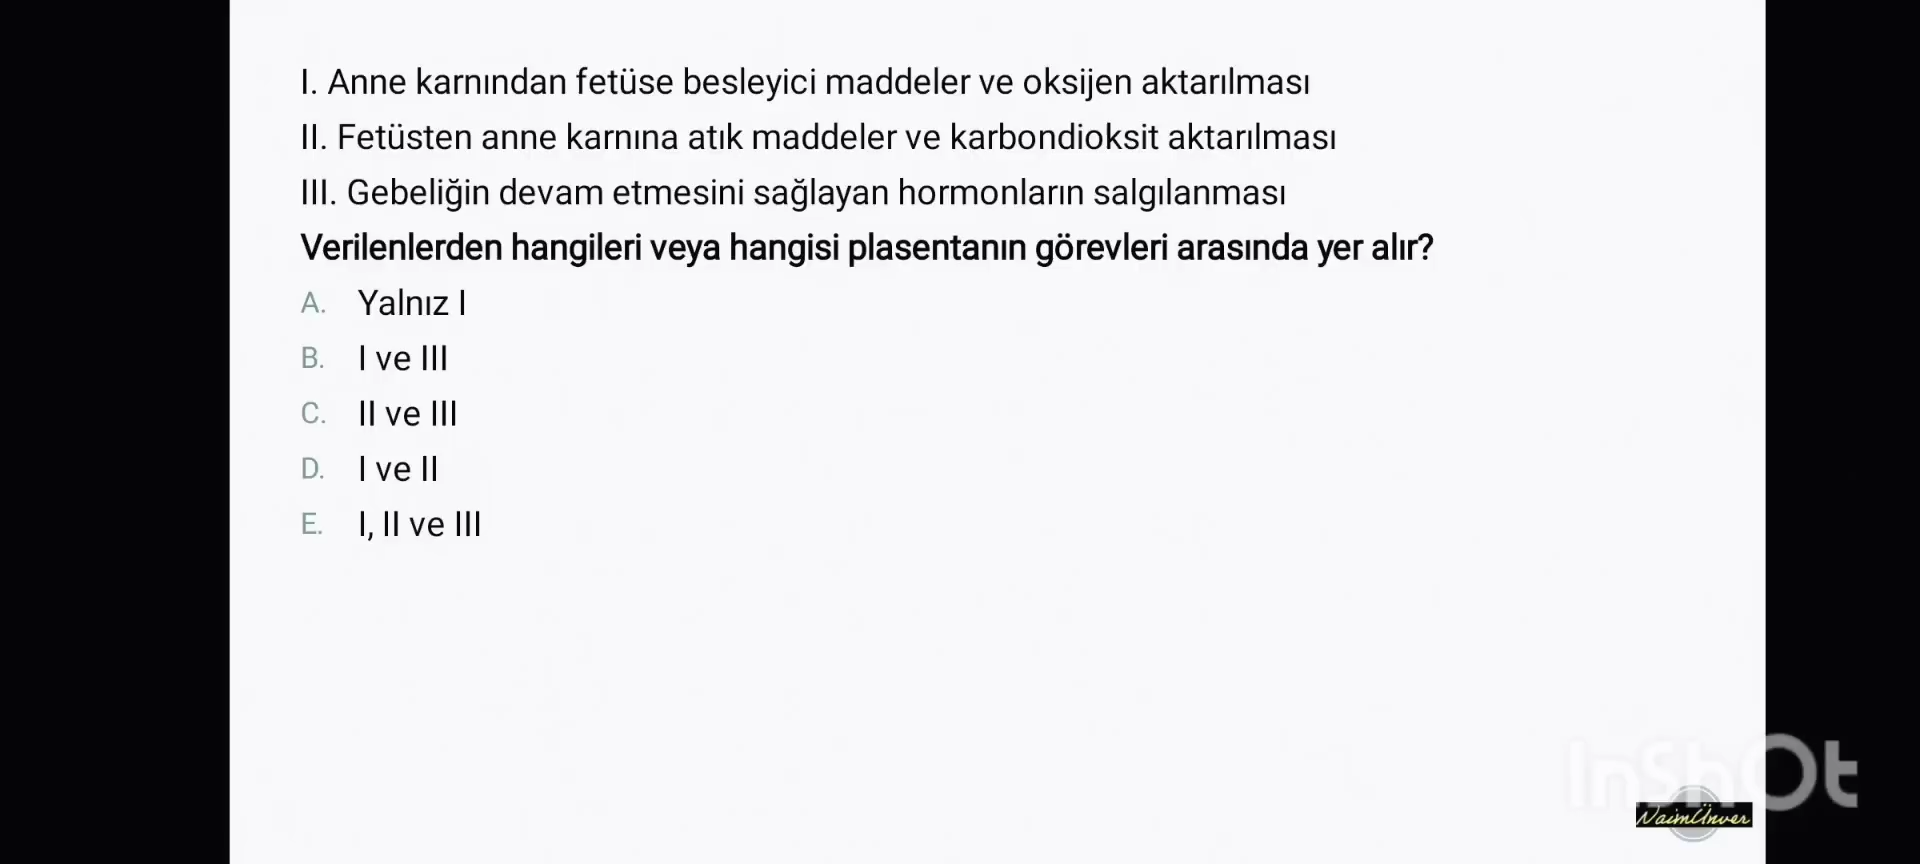 I. Anne karnından fetüse besleyici maddeler ve oksijen aktarılması
II. Fetüsten anne karnına atık maddeler ve karbondioksit aktarılması
III. Gebeliğin devam etmesini sağlayan hormonların salgılanması
Verilenlerden hangileri veya hangisi plasentanın görevleri arasında yer alır?
A. Yalnız I
B. I ve III
C. II ve III
D. I ve II
E. I, II ve III
InShOt
NaimÜnver